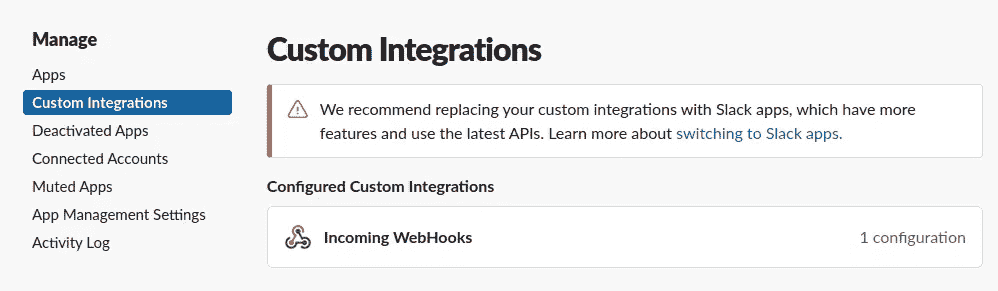 Manage
Apps
Custom Integrations
Deactivated Apps
Connected Accounts
Muted Apps
App Management Settings
Activity Log
Custom Integrations
We recommend replacing your custom integrations with Slack apps, which have more
features and use the latest APIs. Learn more about switching to Slack apps.
Configured Custom Integrations
Incoming WebHooks 1 configuration